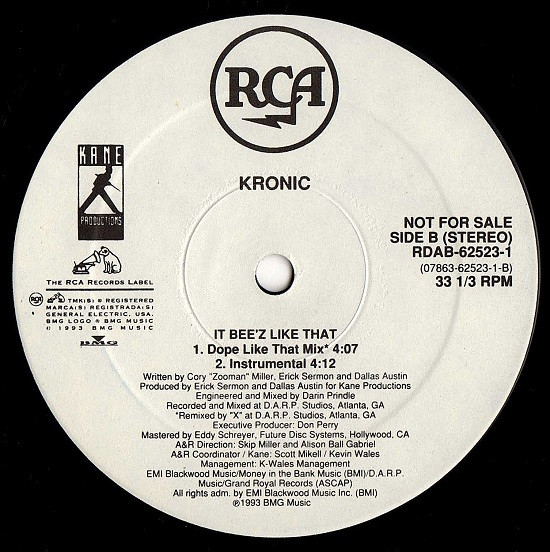 RCA
KRONIC
KANE
PRODUCTIONS
THE RCA RECORDS LABEL
TMK(S) ® REGISTERED
MARCA(S) REGISTRADA(S)
GENERAL ELECTRIC, USA.
BMG LOGO ® BMG MUSIC
© 1993 BMG MUSIC
BMG
NOT FOR SALE
SIDE B (STEREO)
RDAB-62523-1
(07863-62523-1-B)
33 1/3 RPM
IT BEE'Z LIKE THAT
1. Dope Like That Mix* 4:07
2. Instrumental 4:12
Written by Cory "Zooman" Miller, Erick Sermon and Dallas Austin
Produced by Erick Sermon and Dallas Austin for Kane Productions
Engineered and Mixed by Darin Prindle
Recorded and Mixed at D.A.R.P. Studios, Atlanta, GA
*Remixed by "X" at D.A.R.P. Studios, Atlanta, GA
Executive Producer: Don Perry
Mastered by Eddy Schreyer, Future Disc Systems, Hollywood, CA
A&R Direction: Skip Miller and Alison Ball Gabriel
A&R Coordinator / Kane: Scott Mikell / Kevin Wales
Management: K-Wales Management
EMI Blackwood Music/Money in the Bank Music (BMI)/D.A.R.P.
Music/Grand Royal Records (ASCAP)
All rights adm. by EMI Blackwood Music Inc. (BMI)
℗1993 BMG Music